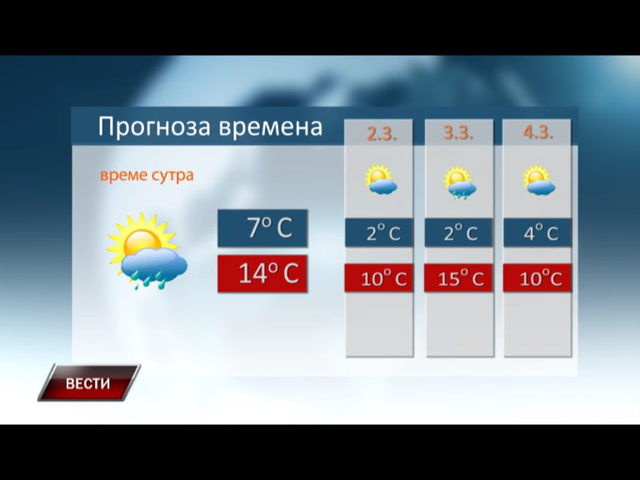 Прогноза времена
време сутра
7° C
14° C
2.3.
2° C
10° C
3.3.
2° C
15° C
4.3.
4° C
10°C
ВЕСТИ